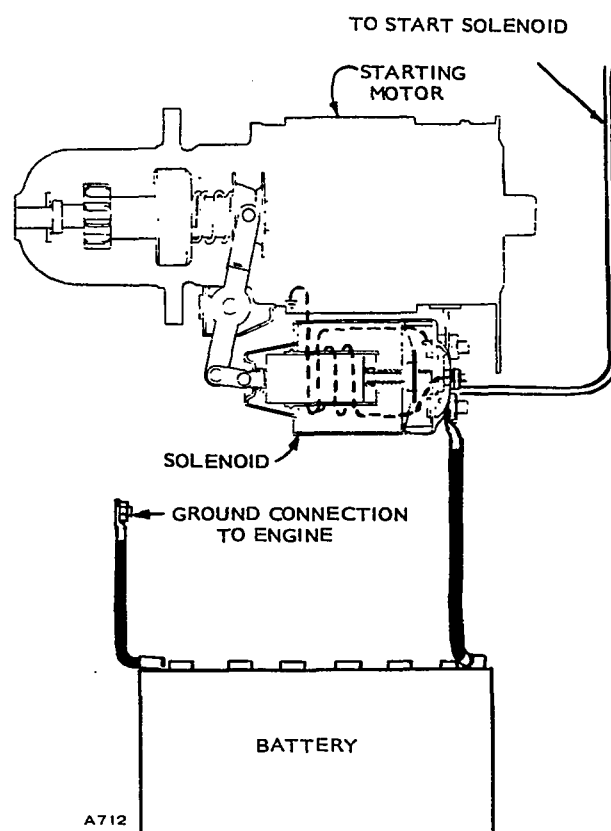 TO START SOLENOID
STARTING
MOTOR
SOLENOID
GROUND CONNECTION
TO ENGINE
BATTERY
A712